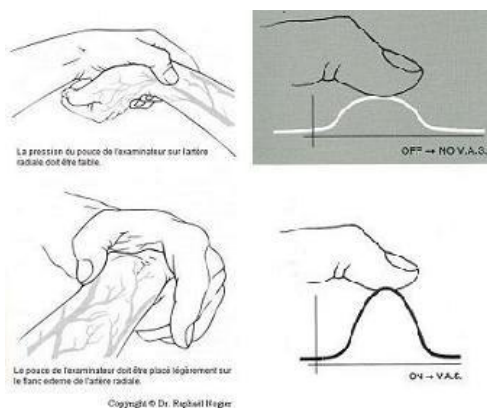 La pression du pouce de l'examinateur sur l'artère
radiale doit être faible.
OFF → NO V.A.S.
Le pouce de l'examinateur doit être placé légèrement sur
le flanc externe de l'artère radiale.
ON → V.A.S.
Copyright © Dr. Raphaël Nogier